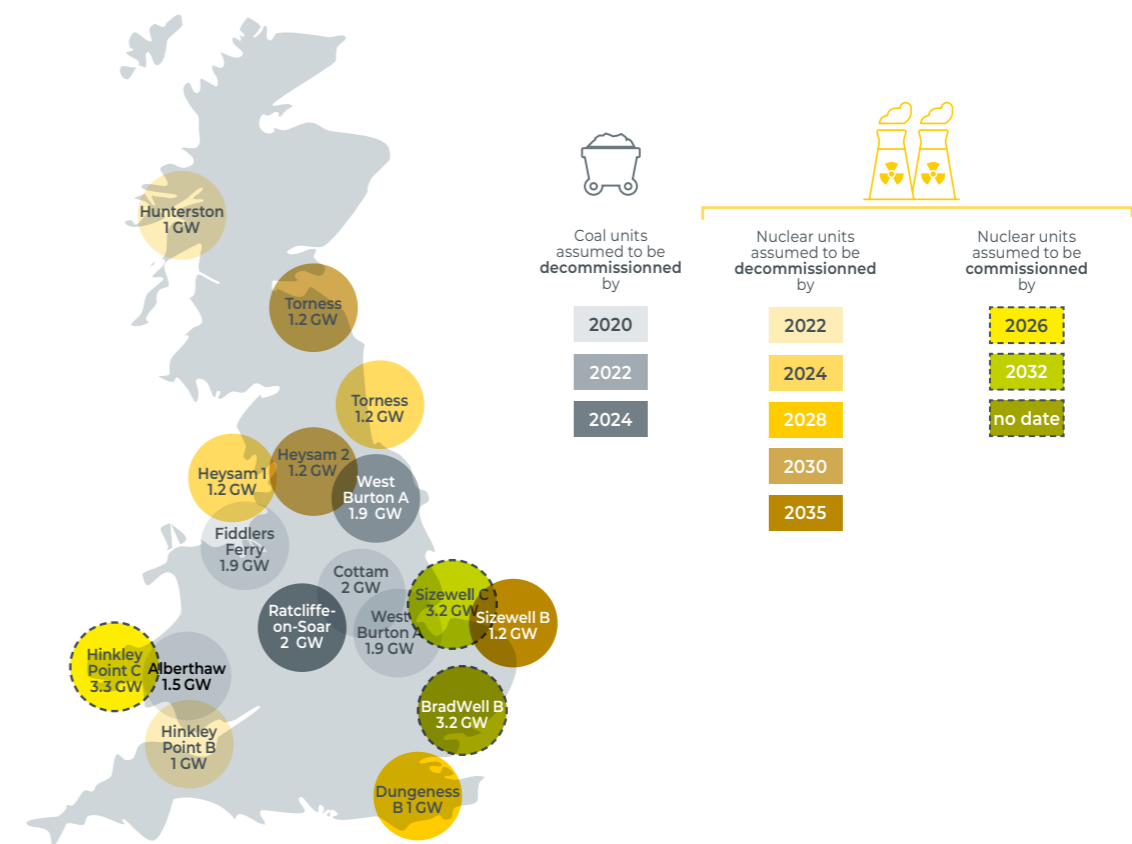 Hunterston
1 GW
Torness
1.2 GW
Torness
1.2 GW
Heysam 1
1.2 GW
Heysam 2
1.2 GW
West
Burton A
1.9 GW
Fiddlers
Ferry
1.9 GW
Cottam
2 GW
Ratcliffe-
on-Soar
2 GW
West
Burton A
1.9 GW
Sizewell C
3.2 GW
Sizewell B
1.2 GW
Hinkley
Point C
3.3 GW
Alberthaw
1.5 GW
BradWell B
3.2 GW
Hinkley
Point B
1 GW
Dungeness
B 1 GW
Coal units
assumed to be
decommissionned
by
2020
2022
2024
Nuclear units
assumed to be
decommissionned
by
2022
2024
2028
2030
2035
Nuclear units
assumed to be
commissionned
by
2026
2032
no date